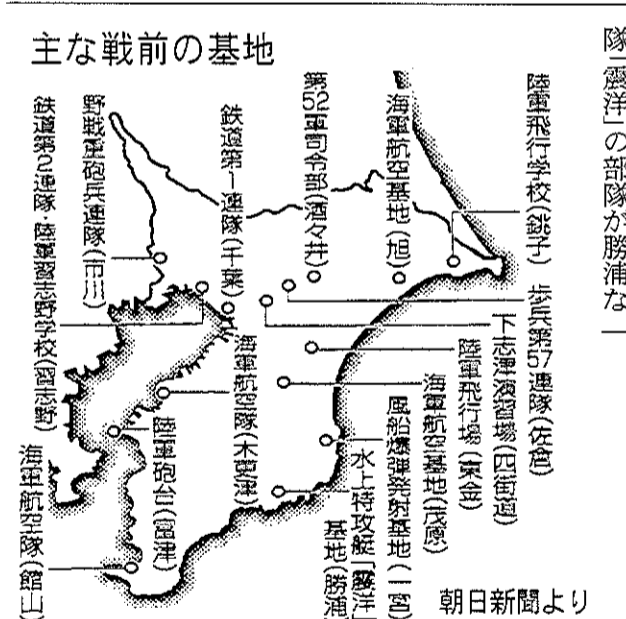 隊「震洋」の部隊が勝浦な
主な戦前の基地
陸軍飛行学校(銚子)
海軍航空基地(旭)
第52軍司令部(酒々井)
鉄道第1連隊(千葉)
野戦重砲兵連隊(市川)
鉄道第2連隊・陸軍習志野学校(習志野)
歩兵第57連隊(佐倉)
下志津演習場(四街道)
陸軍飛行場(東金)
海軍航空基地(茂原)
風船爆弾発射基地(一宮)
水上特攻艇「震洋」
基地(勝浦)
海軍航空隊(木更津)
陸軍砲台(富津)
海軍航空隊(館山)
朝日新聞より